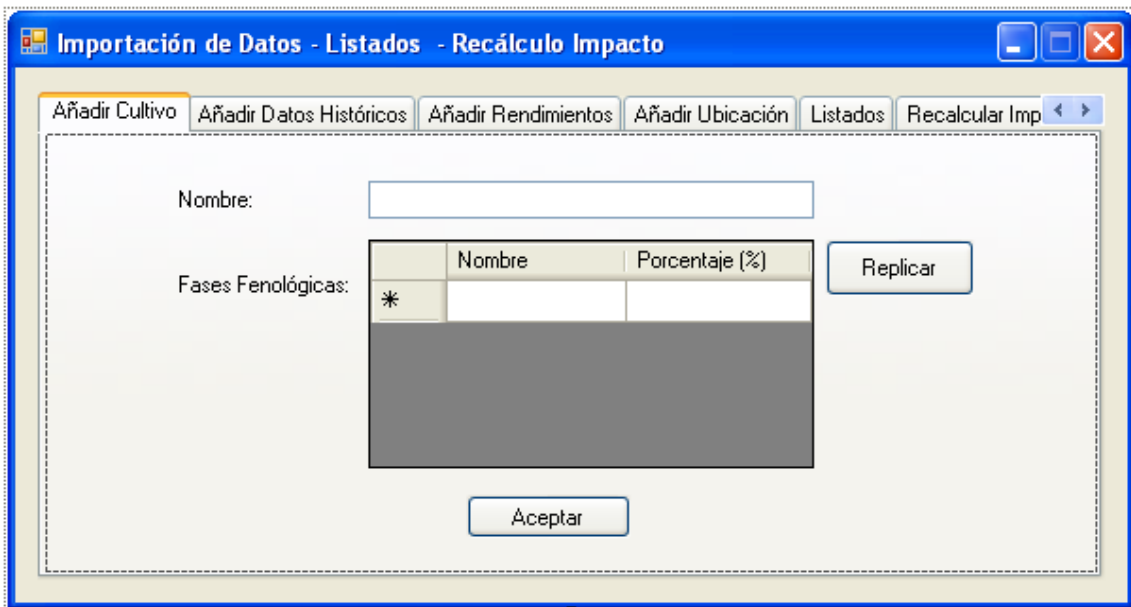 Importación de Datos - Listados - Recálculo Impacto
Añadir Cultivo Añadir Datos Históricos Añadir Rendimientos Añadir Ubicación Listados Recalcular Imp
Nombre:
Nombre Porcentaje (%)
Replicar
Fases Fenológicas:
Aceptar